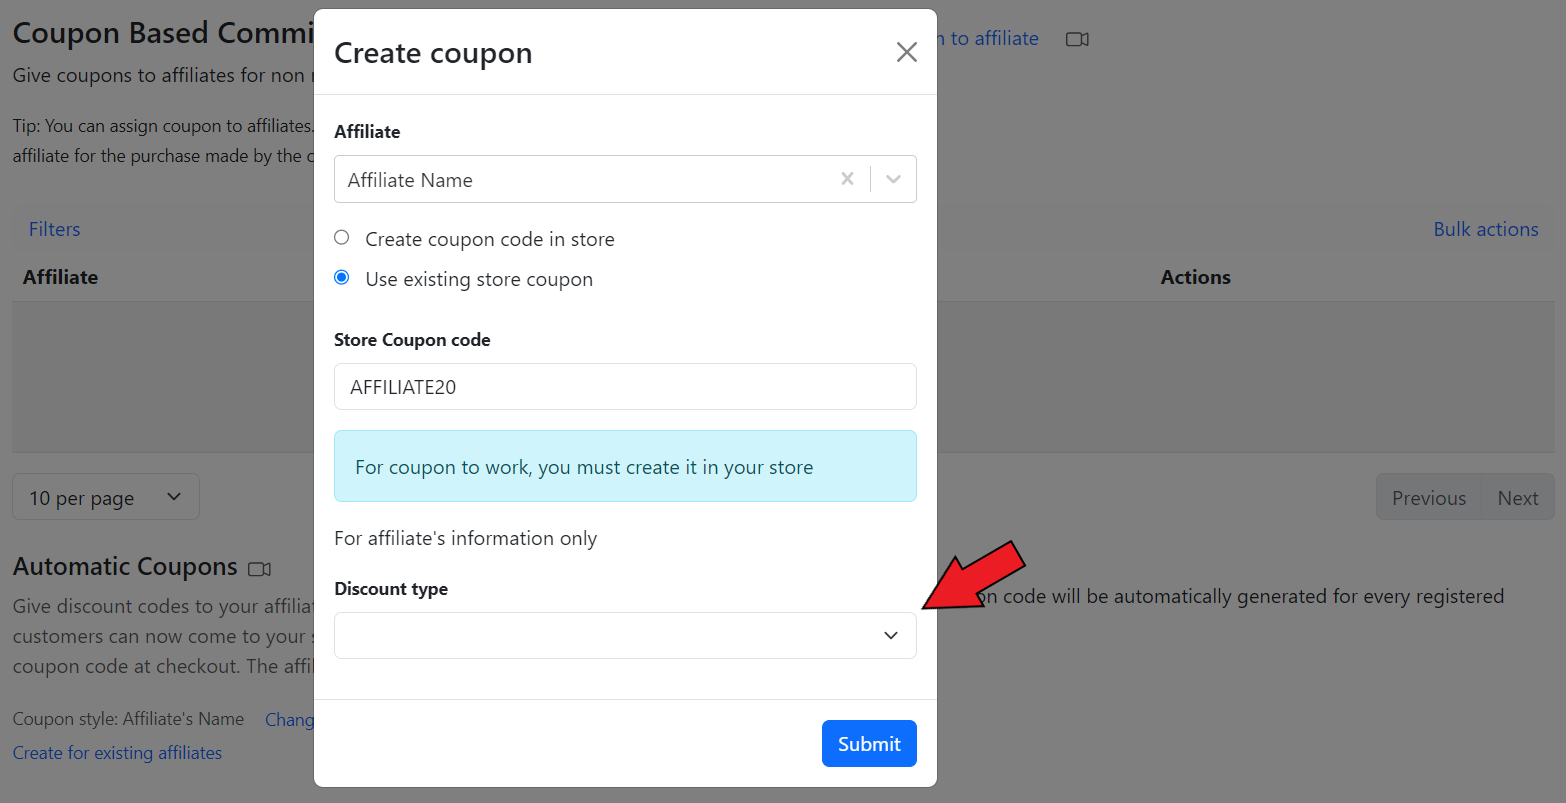 Coupon Based Commi
n to affiliate
Give coupons to affiliates for non
Tip: You can assign coupon to affiliates.
affiliate for the purchase made by the
Filters
Bulk actions
Affiliate
Actions
10 per page
Previous
Next
Automatic Coupons
Give discount codes to your affilia
on code will be automatically generated for every registered
customers can now come to your
coupon code at checkout. The affil
Coupon style: Affiliate's Name
Chang
Create for existing affiliates
Create coupon
Affiliate
Affiliate Name
Create coupon code in store
Use existing store coupon
Store Coupon code
AFFILIATE20
For coupon to work, you must create it in your store
For affiliate's information only
Discount type
Submit